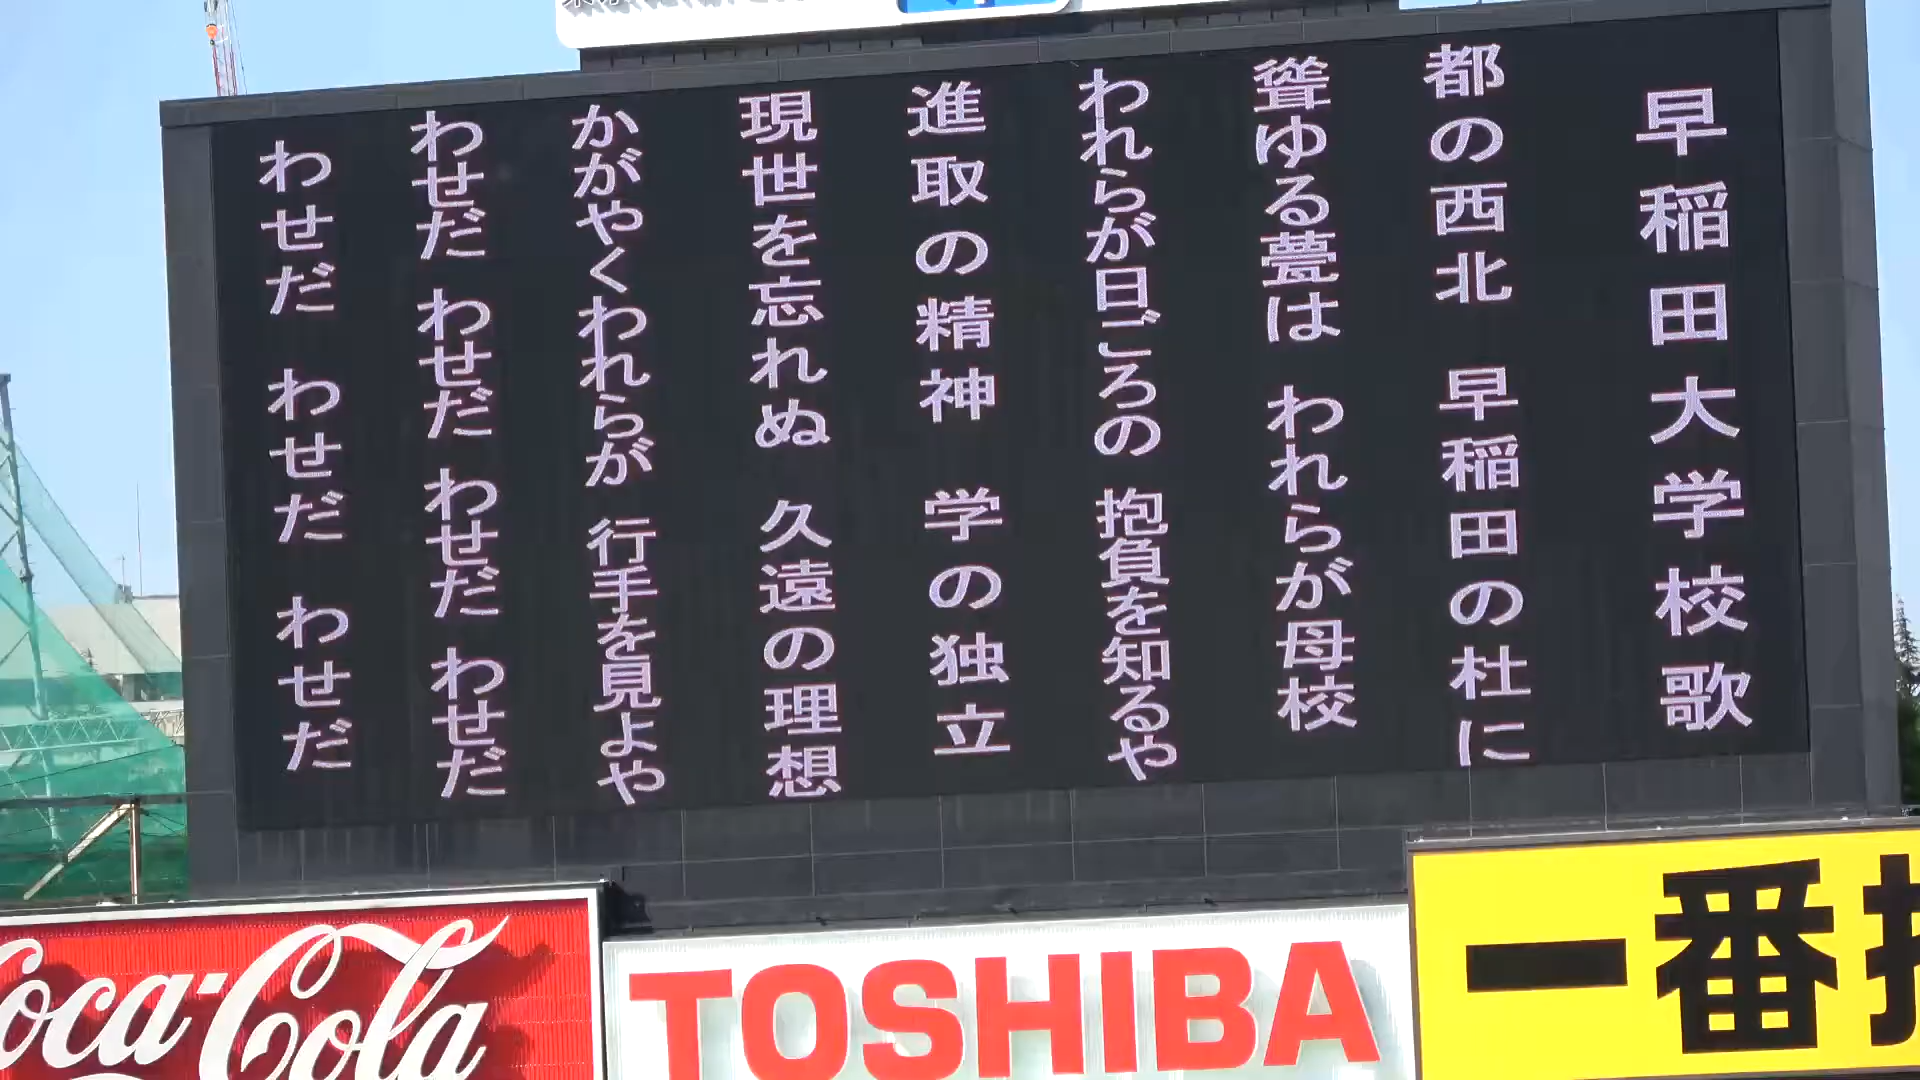 早稲田大学校歌
都の西北 早稲田の杜に
聳ゆる甍は われらが母校
われらが日ごろの 抱負を知るや
進取の精神 学の独立
現世を忘れぬ 久遠の理想
かがやくわれらが 行手を見よや
わせだ わせだ わせだ わせだ
わせだ わせだ わせだ
Coca-Cola
TOSHIBA
一番